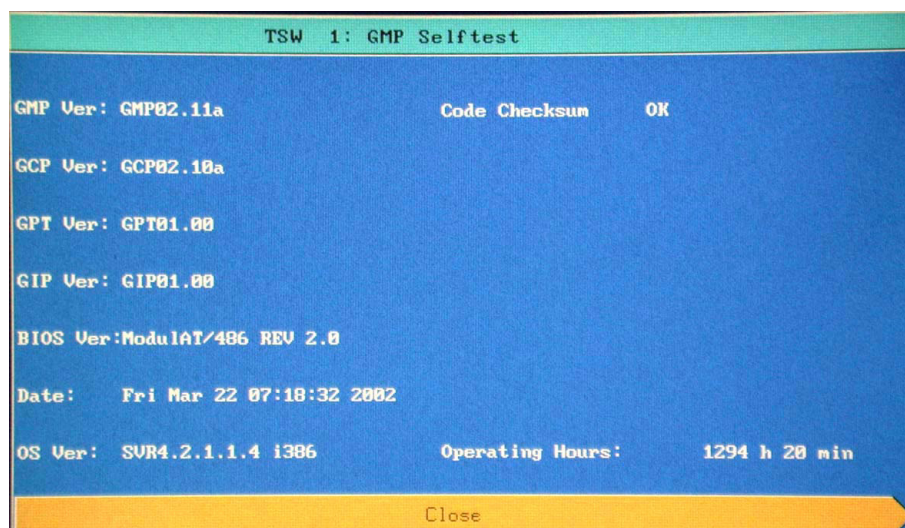 TSW 1: GMP Selftest
GMP Ver: GMP02.11a Code Checksum OK
GCP Ver: GCP02.10a
GPT Ver: GPT01.00
GIP Ver: GIP01.00
BIOS Ver:ModulAT/486 REV 2.0
Date: Fri Mar 22 07:18:32 2002
OS Ver: SVR4.2.1.1.4 i386 Operating Hours: 1294 h 20 min
Close